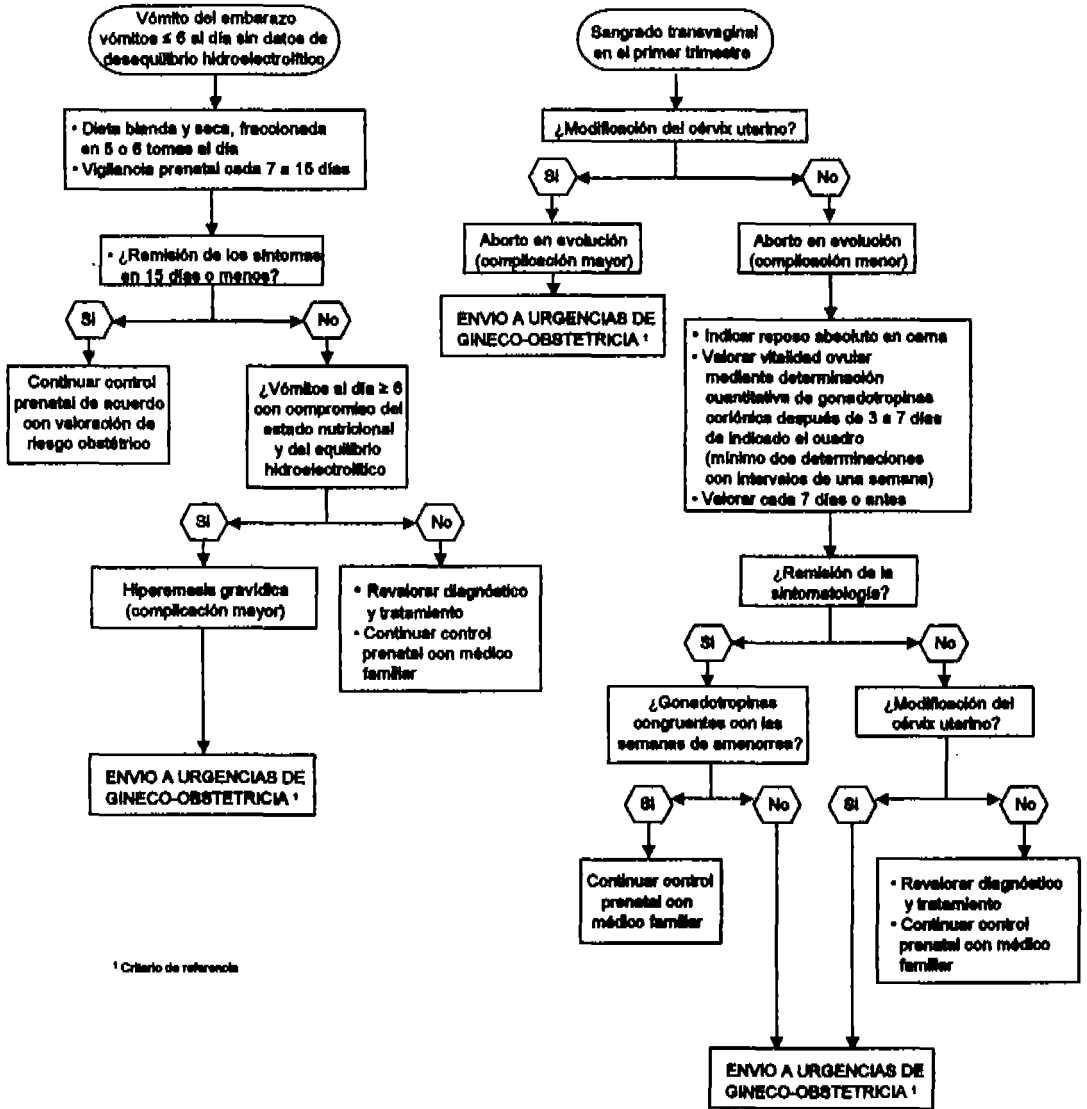 Vómito del embarazo
vómitos ≤ 6 al día sin datos de
desequilibrio hidroelectrolítico
• Dieta blanda y seca, fraccionada
en 5 o 6 tomas al día
• Vigilancia prenatal cada 7 a 15 días
• ¿Remisión de los síntomas
en 15 días o menos?
Sí
No
Continuar control
prenatal de acuerdo
con valoración de
riesgo obstétrico
¿Vómitos al día ≥ 6
con compromiso del
estado nutricional
y del equilibrio
hidroelectrolítico
Sí
No
Hiperemesis gravídica
(complicación mayor)
• Revalorar diagnóstico
y tratamiento
• Continuar control
prenatal con médico
familiar
ENVIO A URGENCIAS DE
GINECO-OBSTETRICIA ¹
¹ Criterio de referencia
Sangrado transvaginal
en el primer trimestre
¿Modificación del cérvix uterino?
Sí
No
Aborto en evolución
(complicación mayor)
Aborto en evolución
(complicación menor)
ENVIO A URGENCIAS DE
GINECO-OBSTETRICIA ¹
• Indicar reposo absoluto en cama
• Valorar vitalidad ovular
mediante determinación
cuantitativa de gonadotropinas
coriónica después de 3 a 7 días
de indicado el cuadro
(mínimo dos determinaciones
con intervalos de una semana)
• Valorar cada 7 días o antes
¿Remisión de la
sintomatología?
Sí
No
¿Gonadotropinas
congruentes con las
semanas de amenorrea?
¿Modificación del
cérvix uterino?
Sí
No
Sí
No
Continuar control
prenatal con
médico familiar
• Revalorar diagnóstico
y tratamiento
• Continuar control
prenatal con médico
familiar
ENVIO A URGENCIAS DE
GINECO-OBSTETRICIA ¹